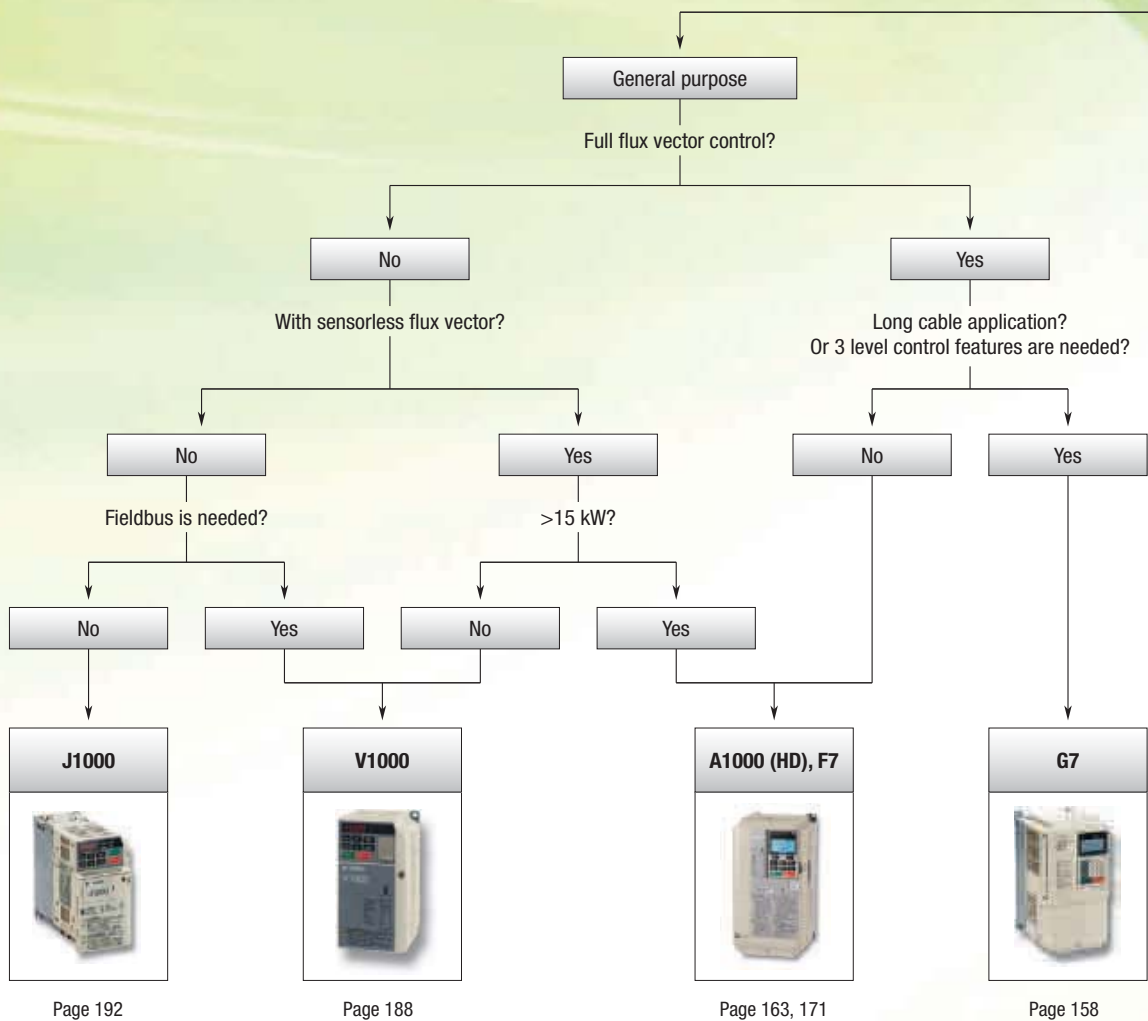 General purpose
Full flux vector control?
No
Yes
With sensorless flux vector?
Long cable application?
Or 3 level control features are needed?
No
Yes
No
Yes
Fieldbus is needed?
>15 kW?
No
Yes
No
Yes
J1000
V1000
A1000 (HD), F7
G7
Page 192
Page 188
Page 163, 171
Page 158